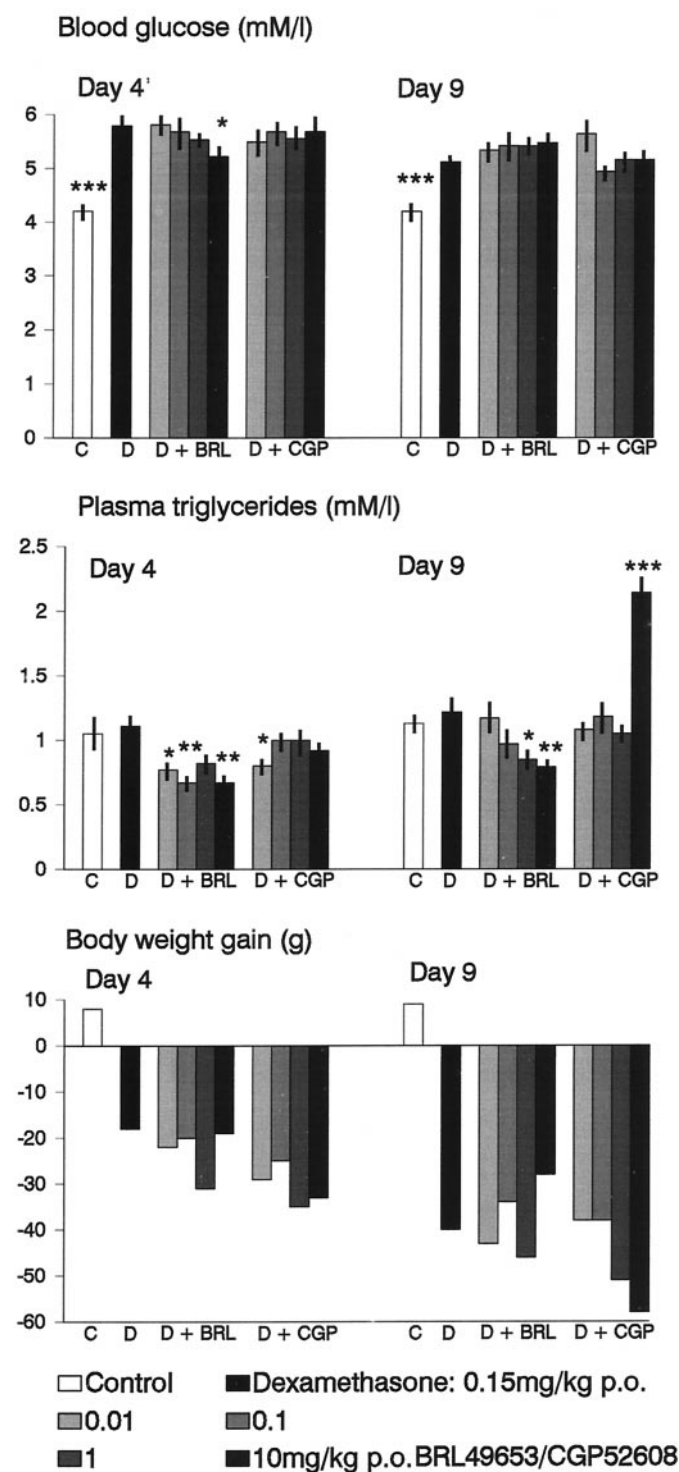 Blood glucose (mM/l)
Day 4 Day 9
6
5
4
3
2
1
0
*** * ***
C D D + BRL D + CGP C D D + BRL D + CGP
Plasma triglycerides (mM/l)
Day 4 Day 9
2.5
2
1.5
1
0.5
0
* ** ** * * ** ***
C D D + BRL D + CGP C D D + BRL D + CGP
Body weight gain (g)
Day 4 Day 9
10
0
-10
-20
-30
-40
-50
-60
C D D + BRL D + CGP C D D + BRL D + CGP
Control Dexamethasone: 0.15mg/kg p.o.
0.01 0.1
1 10mg/kg p.o. BRL49653/CGP52608